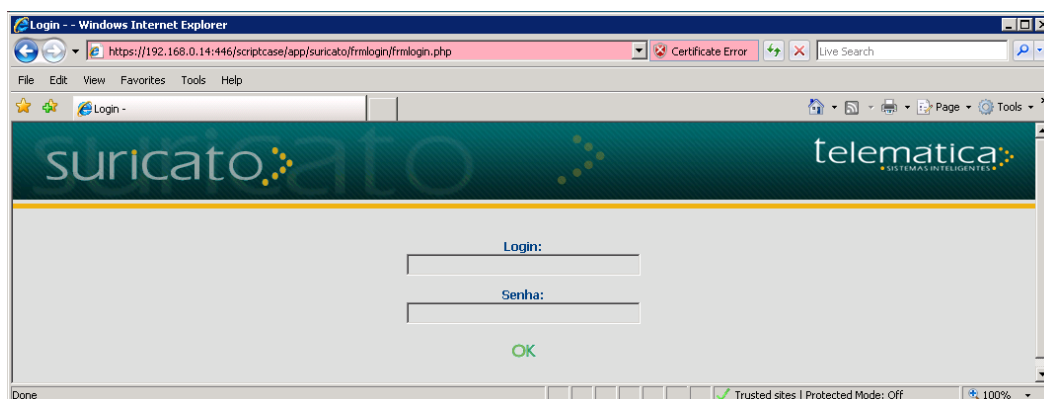 Login - - Windows Internet Explorer
https://192.168.0.14:446/scriptcase/app/suricato/frmlogin/frmlogin.php Certificate Error Live Search
File Edit View Favorites Tools Help
Login - Page Tools
suricato telemática
SISTEMAS INTELIGENTES
Login:
Senha:
OK
Done Trusted sites | Protected Mode: Off 100%